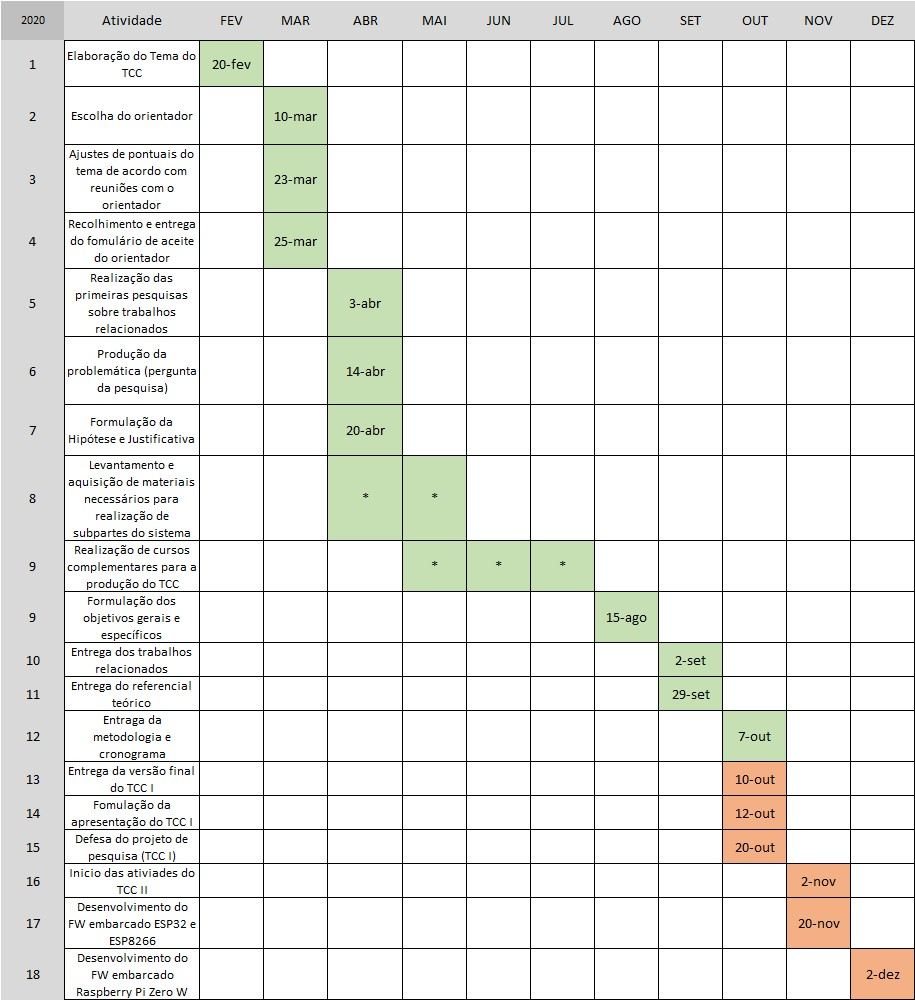 2020 Atividade FEV MAR ABR MAI JUN JUL AGO SET OUT NOV DEZ
1 Elaboração do Tema do
TCC 20-fev
2 Escolha do orientador 10-mar
3 Ajustes de pontuais do
tema de acordo com
reuniões com o
orientador 23-mar
4 Recolhimento e entrega
do fomulário de aceite
do orientador 25-mar
5 Realização das
primeiras pesquisas
sobre trabalhos
relacionados 3-abr
6 Produção da
problemática (pergunta
da pesquisa) 14-abr
7 Formulação da
Hipótese e Justificativa 20-abr
8 Levantamento e
aquisição de materiais
necessários para
realização de
subpartes do sistema * *
9 Realização de cursos
complementares para a
produção do TCC * * *
9 Formulação dos
objetivos gerais e
específicos 15-ago
10 Entrega dos trabalhos
relacionados 2-set
11 Entrega do referencial
teórico 29-set
12 Entraga da
metodologia e
cronograma 7-out
13 Entrega da versão final
do TCC I 10-out
14 Fomulação da
apresentação do TCC I 12-out
15 Defesa do projeto de
pesquisa (TCC I) 20-out
16 Inicio das ativiades do
TCC II 2-nov
17 Desenvolvimento do
FW embarcado ESP32 e
ESP8266 20-nov
18 Desenvolvimento do
FW embarcado
Raspberry Pi Zero W 2-dez